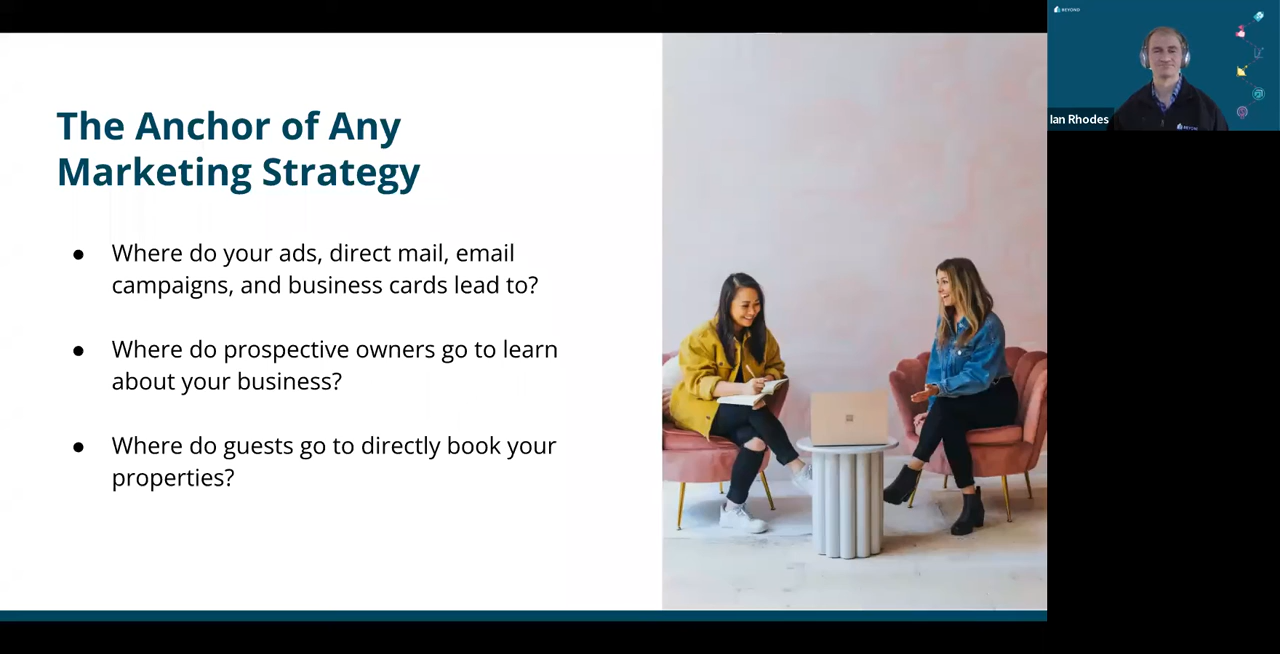 The Anchor of Any
Marketing Strategy
● Where do your ads, direct mail, email
campaigns, and business cards lead to?
● Where do prospective owners go to learn
about your business?
● Where do guests go to directly book your
properties?
BEYOND
Ian Rhodes
BEYOND